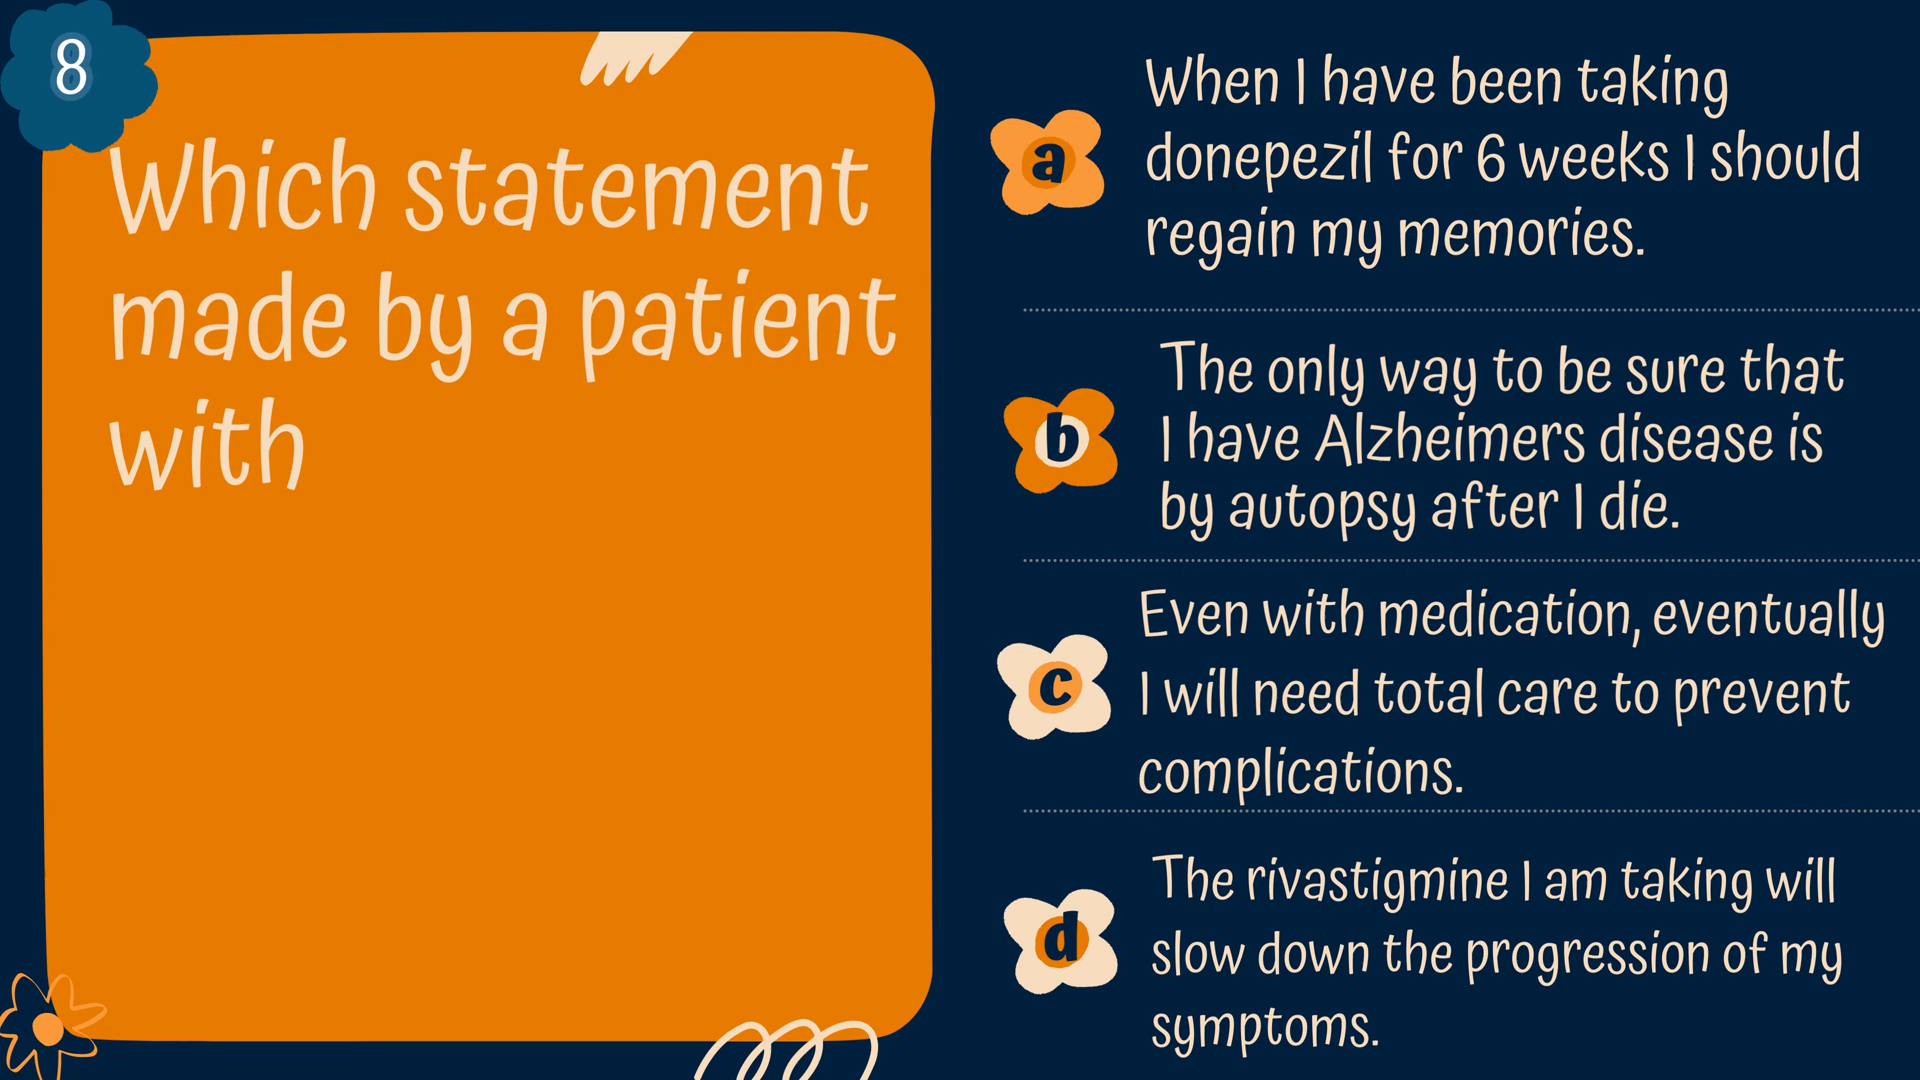 8
Which statement
made by a patient
with
a
When I have been taking
donepezil for 6 weeks I should
regain my memories.
b
The only way to be sure that
I have Alzheimers disease is
by autopsy after I die.
c
Even with medication, eventually
I will need total care to prevent
complications.
d
The rivastigmine I am taking will
slow down the progression of my
symptoms.